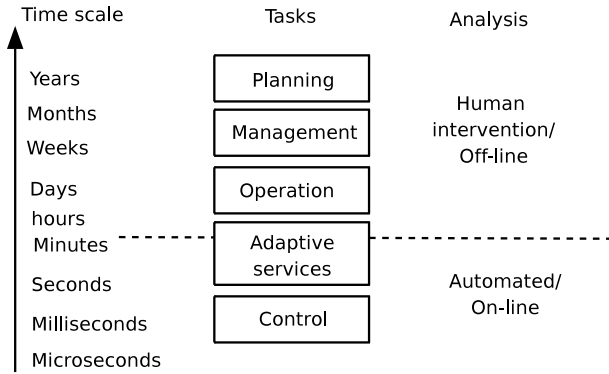 Time scale
Tasks
Analysis
Years
Planning
Months
Human
intervention/
Off-line
Management
Weeks
Days
Operation
hours
Minutes
Adaptive
services
Seconds
Automated/
On-line
Milliseconds
Control
Microseconds